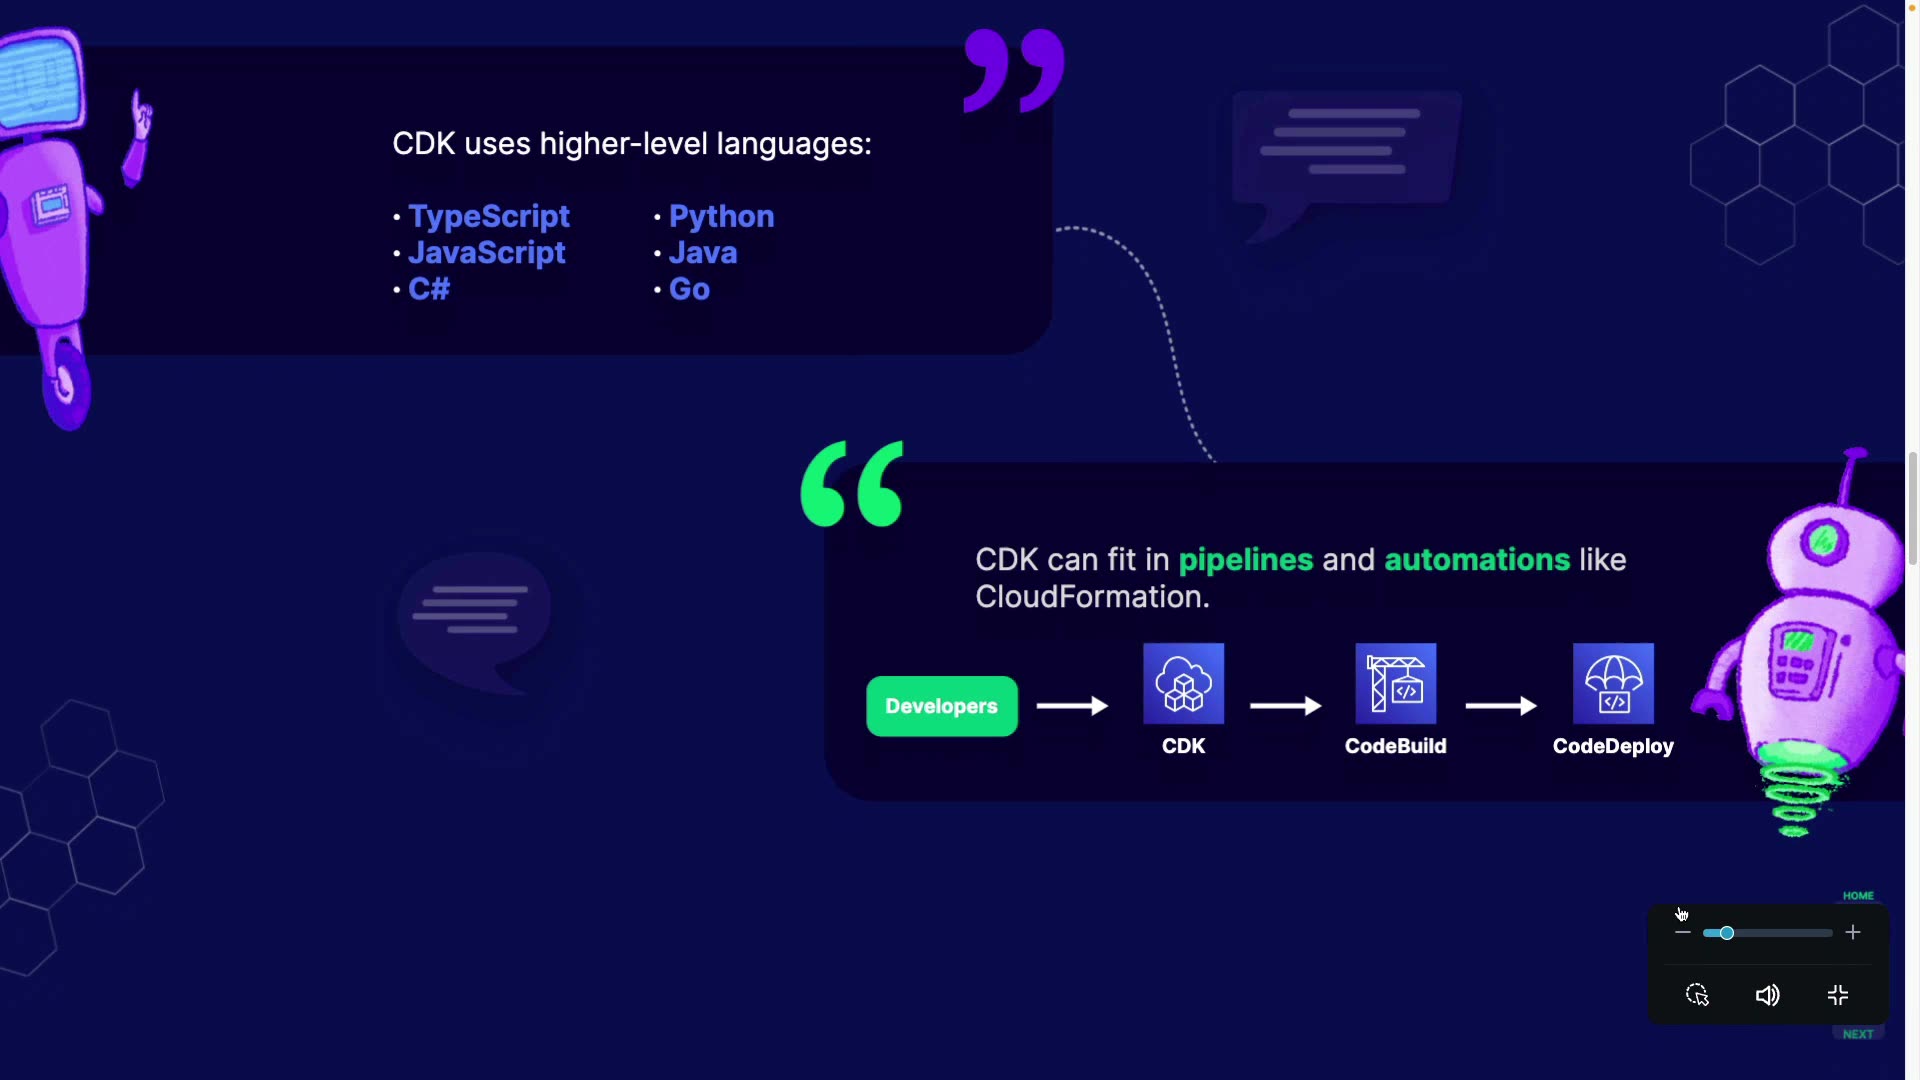 CDK uses higher-level languages:
• TypeScript
• JavaScript
• C#
• Python
• Java
• Go
CDK can fit in pipelines and automations like
CloudFormation.
Developers
CDK
CodeBuild
CodeDeploy
HOME
NEXT